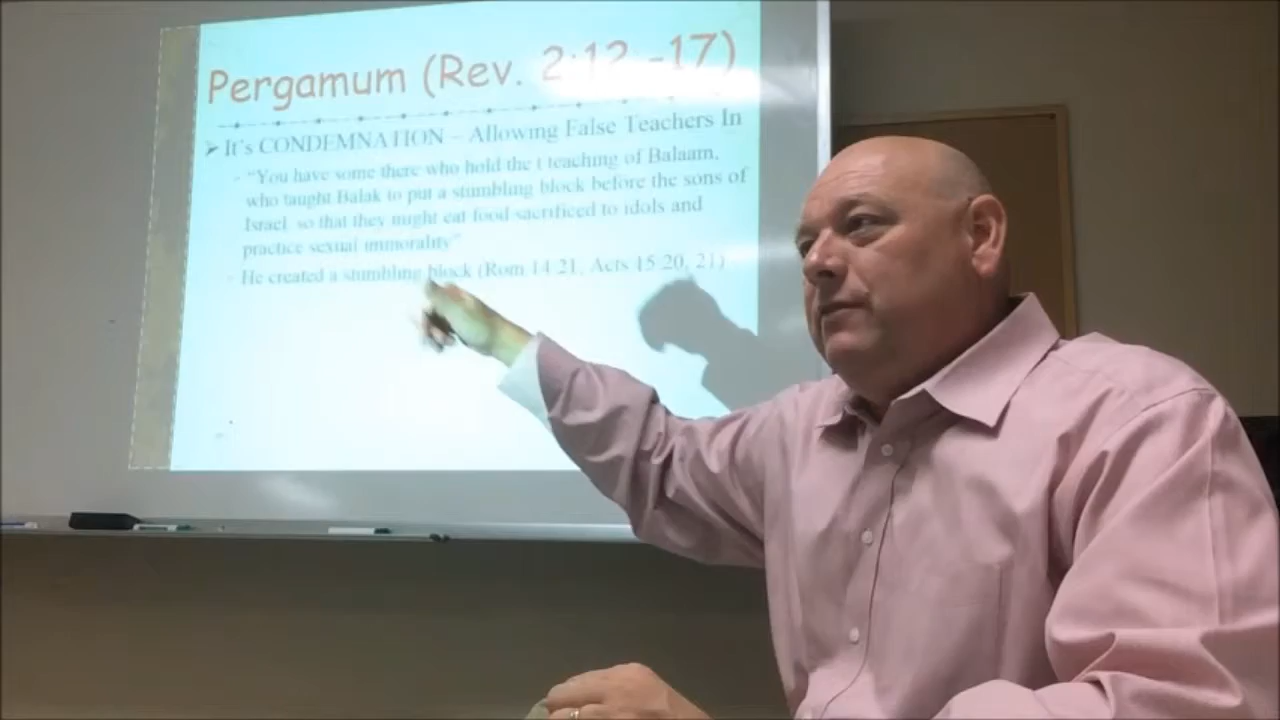 Pergamum (Rev. 2:12 -17)
It's CONDEMNATION – Allowing False Teachers In
"You have some there who hold the t teaching of Balaam,
who taught Balak to put a stumbling block before the sons of
Israel, so that they might eat food sacrificed to idols and
practice sexual immorality"
He created a stumbling block (Rom 14:21, Acts 15:20, 21)